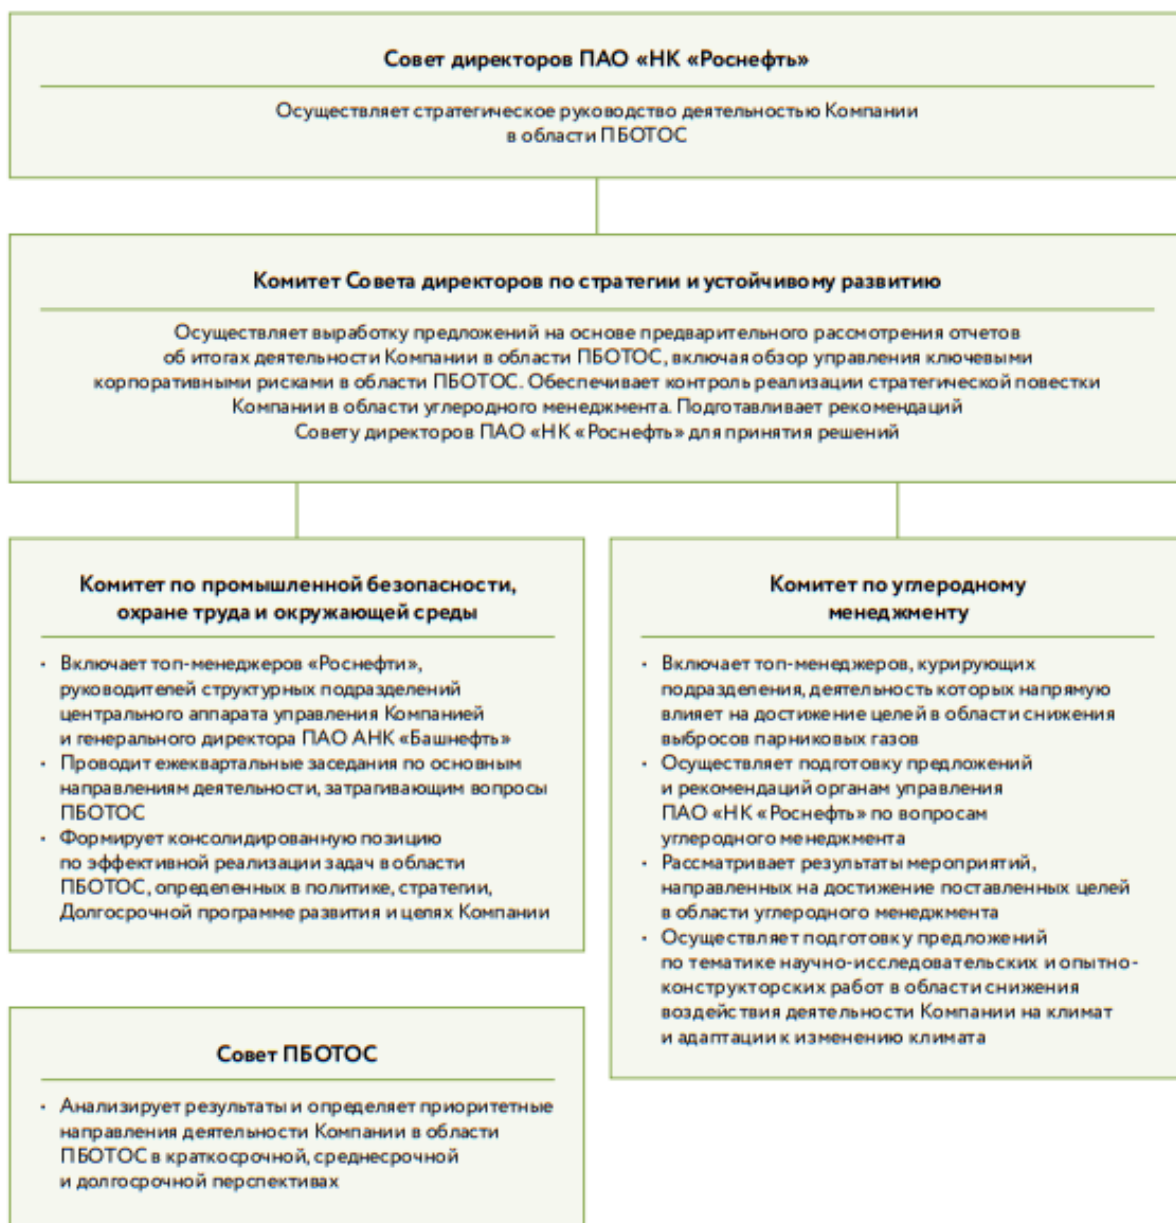 Совет директоров ПАО «НК «Роснефть»
Осуществляет стратегическое руководство деятельностью Компании
в области ПБОТОС
Комитет Совета директоров по стратегии и устойчивому развитию
Осуществляет выработку предложений на основе предварительного рассмотрения отчетов
об итогах деятельности Компании в области ПБОТОС, включая обзор управления ключевыми
корпоративными рисками в области ПБОТОС. Обеспечивает контроль реализации стратегической повестки
Компании в области углеродного менеджмента. Подготавливает рекомендаций
Совету директоров ПАО «НК «Роснефть» для принятия решений
Комитет по промышленной безопасности,
охране труда и окружающей среды
• Включает топ-менеджеров «Роснефти»,
руководителей структурных подразделений
центрального аппарата управления Компанией
и генерального директора ПАО АНК «Башнефть»
• Проводит ежеквартальные заседания по основным
направлениям деятельности, затрагивающим вопросы
ПБОТОС
• Формирует консолидированную позицию
по эффективной реализации задач в области
ПБОТОС, определенных в политике, стратегии,
Долгосрочной программе развития и целях Компании
Комитет по углеродному
менеджменту
• Включает топ-менеджеров, курирующих
подразделения, деятельность которых напрямую
влияет на достижение целей в области снижения
выбросов парниковых газов
• Осуществляет подготовку предложений
и рекомендаций органам управления
ПАО «НК «Роснефть» по вопросам
углеродного менеджмента
• Рассматривает результаты мероприятий,
направленных на достижение поставленных целей
в области углеродного менеджмента
• Осуществляет подготовку предложений
по тематике научно-исследовательских и опытно-
конструкторских работ в области снижения
воздействия деятельности Компании на климат
и адаптации к изменению климата
Совет ПБОТОС
• Анализирует результаты и определяет приоритетные
направления деятельности Компании в области
ПБОТОС в краткосрочной, среднесрочной
и долгосрочной перспективах